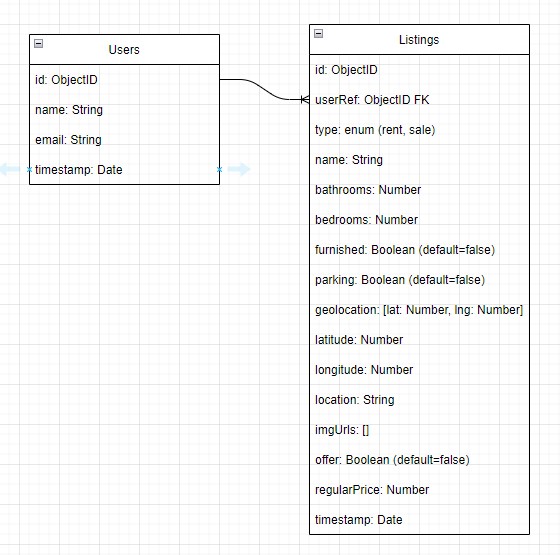 Users
id: ObjectID
name: String
email: String
timestamp: Date
Listings
id: ObjectID
userRef: ObjectID FK
type: enum (rent, sale)
name: String
bathrooms: Number
bedrooms: Number
furnished: Boolean (default=false)
parking: Boolean (default=false)
geolocation: [lat: Number, lng: Number]
latitude: Number
longitude: Number
location: String
imgUrls: []
offer: Boolean (default=false)
regularPrice: Number
timestamp: Date